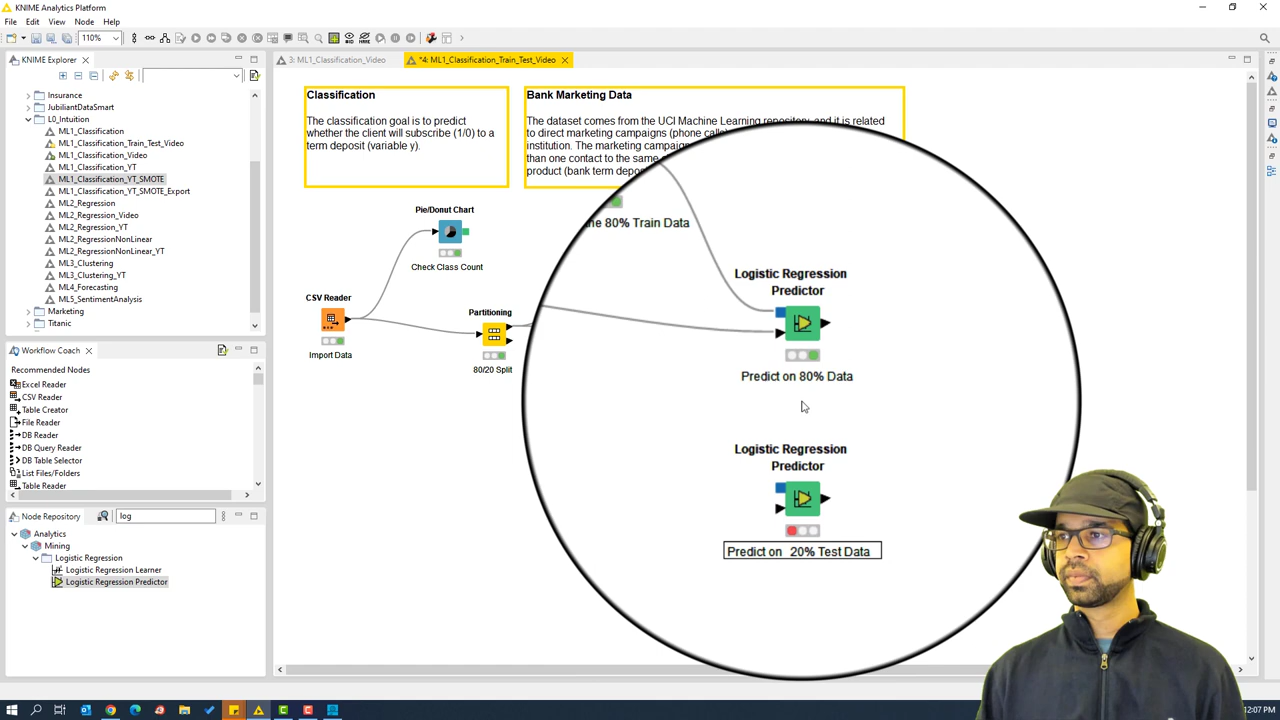 KNIME Analytics Platform
File Edit View Node Help
110%
KNIME Explorer
3: ML1_Classification_Video
*4: ML1_Classification_Train_Test_Video
Insurance
JubiliantDataSmart
L0_Intuition
ML1_Classification
ML1_Classification_Train_Test_Video
ML1_Classification_Video
ML1_Classification_YT
ML1_Classification_YT_SMOTE
ML1_Classification_YT_SMOTE_Export
ML2_Regression
ML2_Regression_Video
ML2_Regression_YT
ML2_RegressionNonLinear
ML2_RegressionNonLinear_YT
ML3_Clustering
ML3_Clustering_YT
ML4_Forecasting
ML5_SentimentAnalysis
Marketing
Titanic
Workflow Coach
Recommended Nodes
Excel Reader
CSV Reader
Table Creator
File Reader
DB Reader
DB Query Reader
DB Table Selector
List Files/Folders
Table Reader
Node Repository
log
Analytics
Mining
Logistic Regression
Logistic Regression Learner
Logistic Regression Predictor
Classification
The classification goal is to predict
whether the client will subscribe (1/0) to a
term deposit (variable y).
Bank Marketing Data
The dataset comes from the UCI Machine Learning repository, and it is related
to direct marketing campaigns (phone calls)
institution. The marketing campaig
than one contact to the same
product (bank term depos
Pie/Donut Chart
Check Class Count
CSV Reader
Import Data
Partitioning
80/20 Split
ne 80% Train Data
Logistic Regression
Predictor
Predict on 80% Data
Logistic Regression
Predictor
Predict on 20% Test Data
12:07 PM